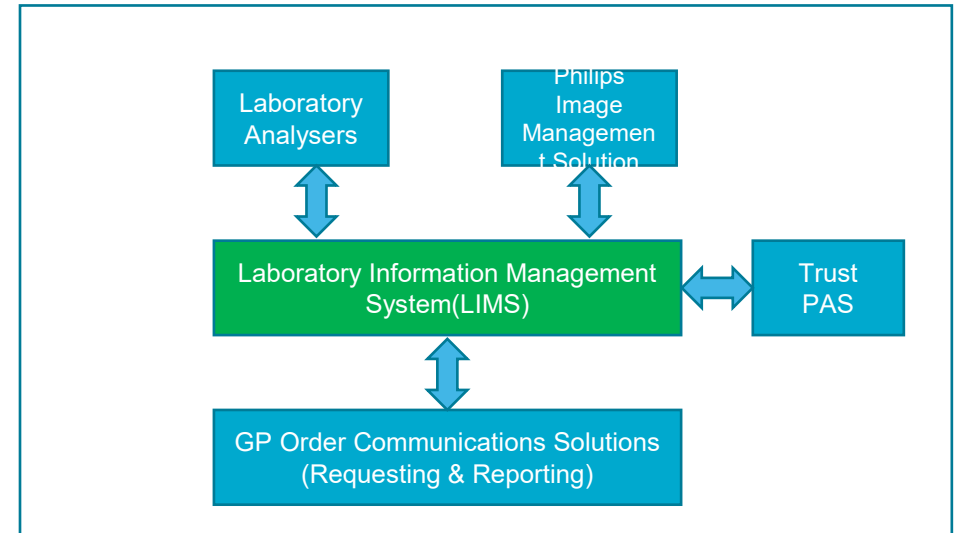 Laboratory
Analysers
Philips
Image
Managemen
t Solution
Laboratory Information Management
System(LIMS)
Trust
PAS
GP Order Communications Solutions
(Requesting & Reporting)